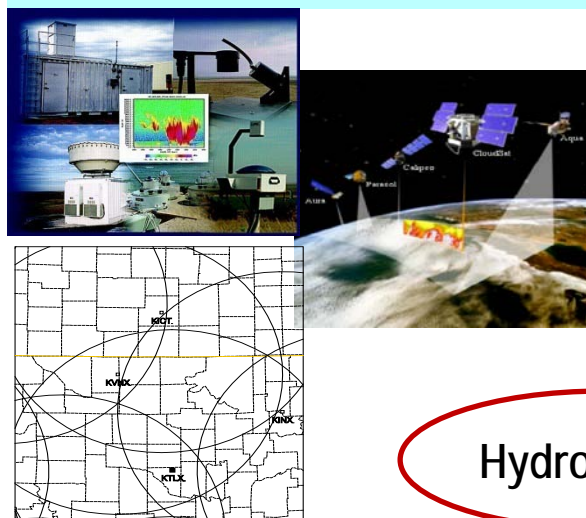 CloudSat
Aqua
Calipso
Parasol
Aura
KICT.
KVNX.
KINX.
KTLX.
Hydro